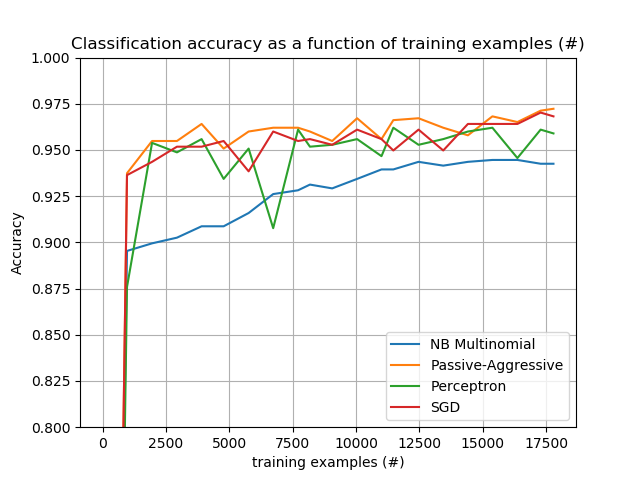 Classification accuracy as a function of training examples (#)
1.000
0.975
0.950
0.925
0.900
0.875
0.850
0.825
0.800
Accuracy
NB Multinomial
Passive-Aggressive
Perceptron
SGD
0 2500 5000 7500 10000 12500 15000 17500
training examples (#)